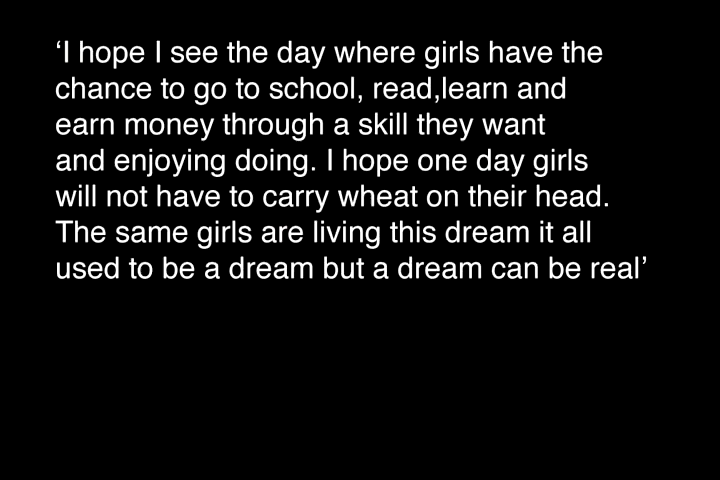 ‘I hope I see the day where girls have the
chance to go to school, read,learn and
earn money through a skill they want
and enjoying doing. I hope one day girls
will not have to carry wheat on their head.
The same girls are living this dream it all
used to be a dream but a dream can be real’